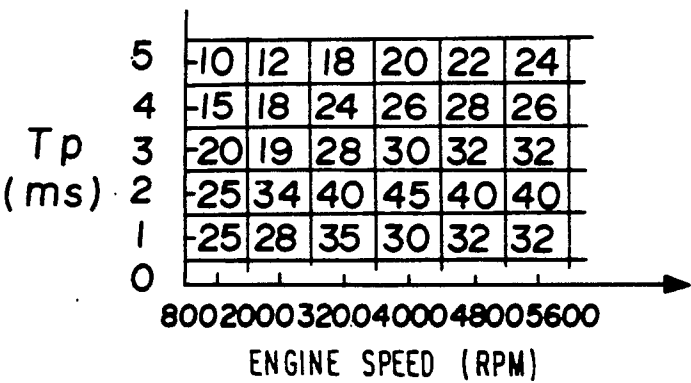 5 10 12 18 20 22 24
4 15 18 24 26 28 26
Tp 3 20 19 28 30 32 32
(ms) 2 25 34 40 45 40 40
1 25 28 35 30 32 32
0
800 2000 3200 4000 4800 5600
ENGINE SPEED (RPM)